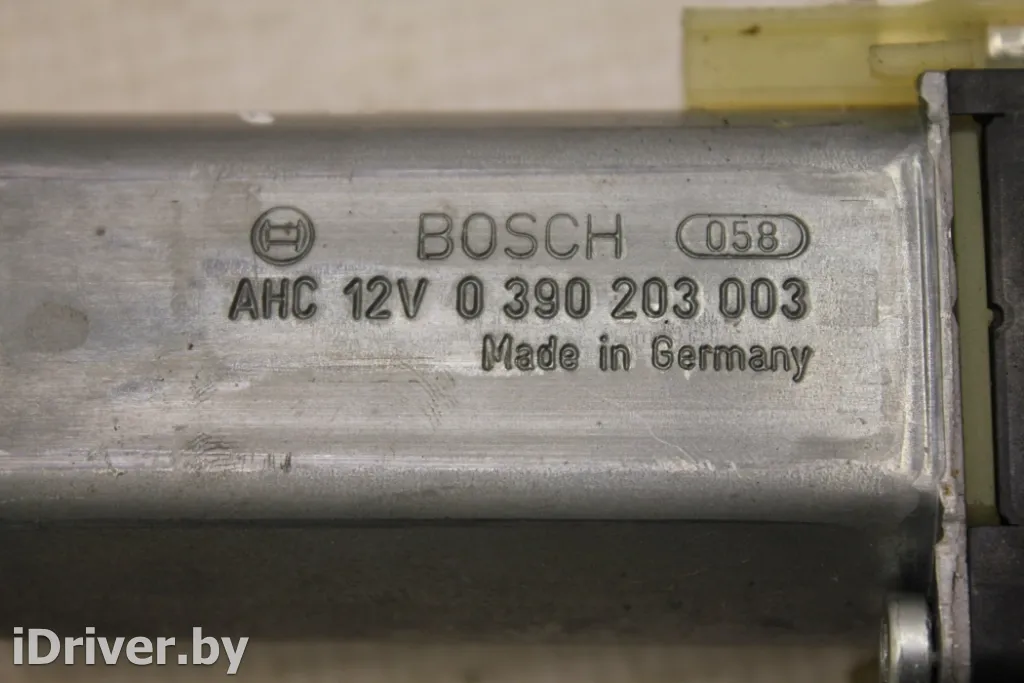 BOSCH 058
AHC 12V 0 390 203 003
Made in Germany
iDriver.by